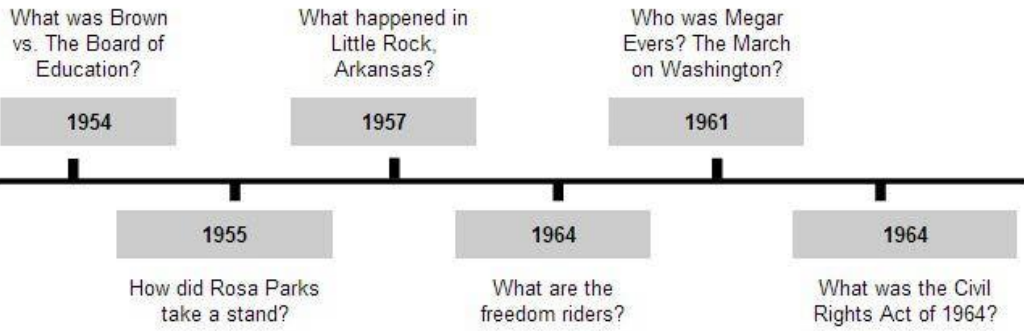 What was Brown
vs. The Board of
Education?
1954
What happened in
Little Rock,
Arkansas?
1957
Who was Megar
Evers? The March
on Washington?
1961
1955
How did Rosa Parks
take a stand?
1964
What are the
freedom riders?
1964
What was the Civil
Rights Act of 1964?